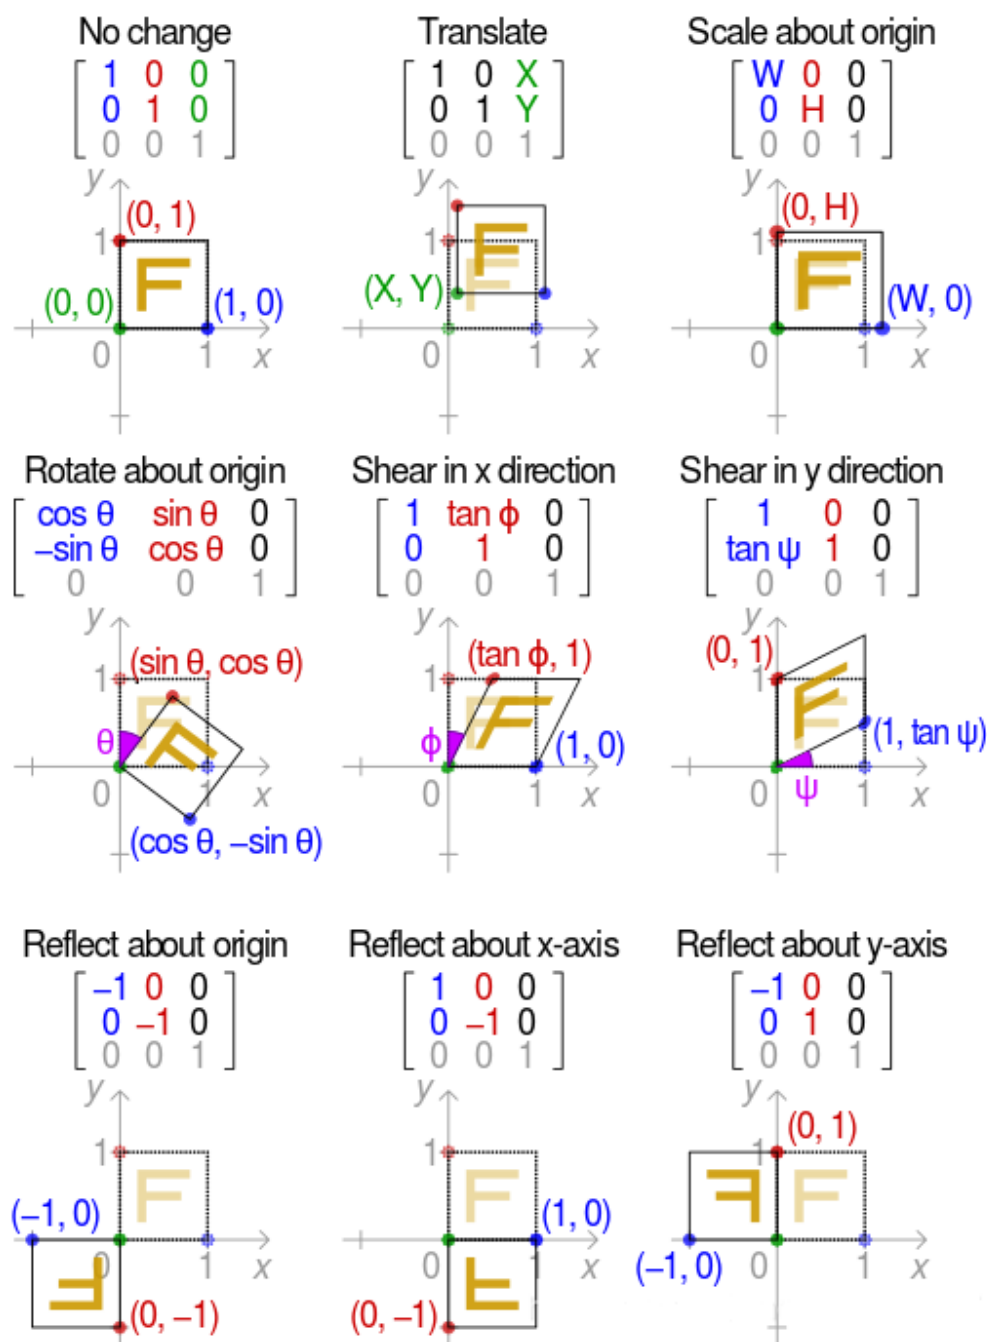 No change
1 0 0
0 1 0
0 0 1
y
(0, 1)
1
F
(0, 0)
(1, 0)
0
1
x
Translate
1 0 X
0 1 Y
0 0 1
y
1
F
F
(X, Y)
0
1
x
Scale about origin
W 0 0
0 H 0
0 0 1
y
(0, H)
1
F
F
(W, 0)
0
1
x
Rotate about origin
cos θ sin θ 0
−sin θ cos θ 0
0 0 1
y
(sin θ, cos θ)
1
F
F
θ
0
1
x
(cos θ, −sin θ)
Shear in x direction
1 tan ϕ 0
0 1 0
0 0 1
y
(tan ϕ, 1)
1
F
F
ϕ
(1, 0)
0
1
x
Shear in y direction
1 0 0
tan ψ 1 0
0 0 1
y
(0, 1)
1
F
F
(1, tan ψ)
0
ψ
1
x
Reflect about origin
−1 0 0
0 −1 0
0 0 1
y
1
F
(−1, 0)
0
1
x
F
(0, −1)
Reflect about x-axis
1 0 0
0 −1 0
0 0 1
y
1
F
(1, 0)
0
1
x
F
(0, −1)
Reflect about y-axis
−1 0 0
0 1 0
0 0 1
y
(0, 1)
1
F
F
(−1, 0)
0
1
x